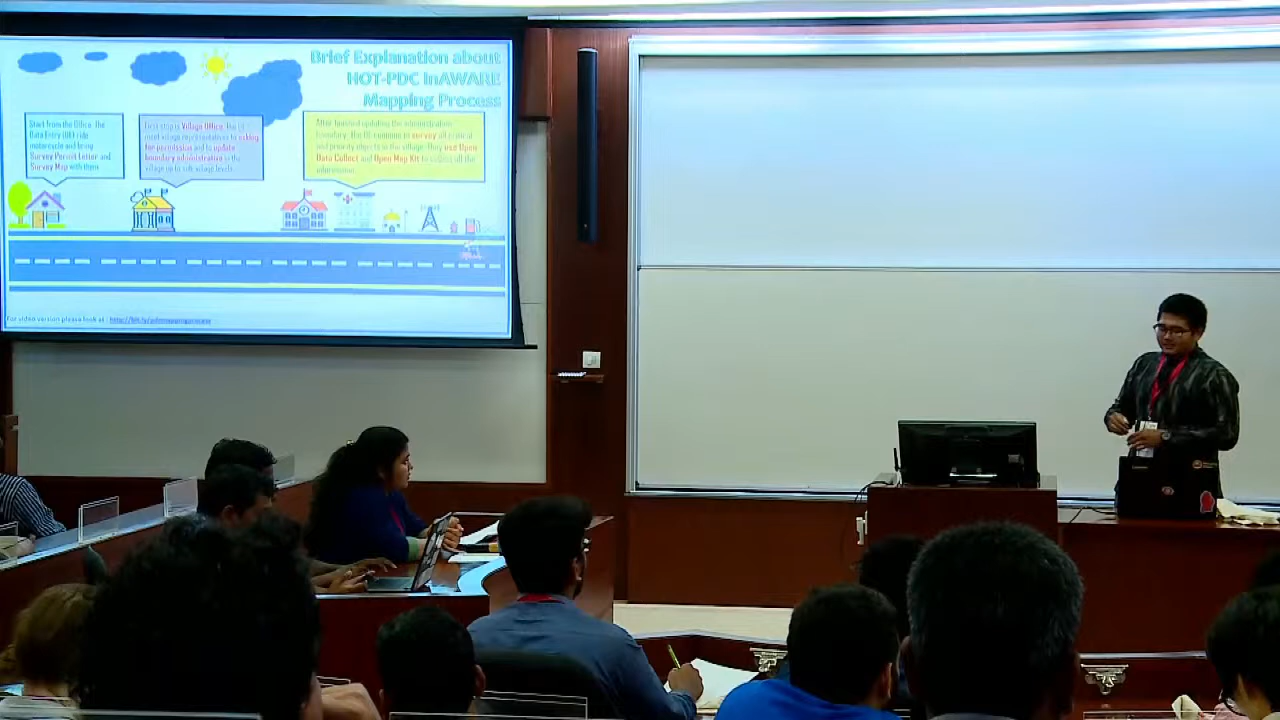 Brief Explanation about
HOT-PDC InAWARE
Mapping Process
Start from the Office. The
Data Entry (DE) ride
motorcycle and bring
Survey Permit Letter and
Survey Map with them
First stop is Village Office. The DE
meet village representatives to asking
for permission and to update
boundary administrative in the
village up to sub-village levels
After finished updating the administrative
boundary, the DE continue to survey all critical
and priority objects in the village. They use Open
Data Collect and Open Map Kit to collect all the
information
For video version please look at :